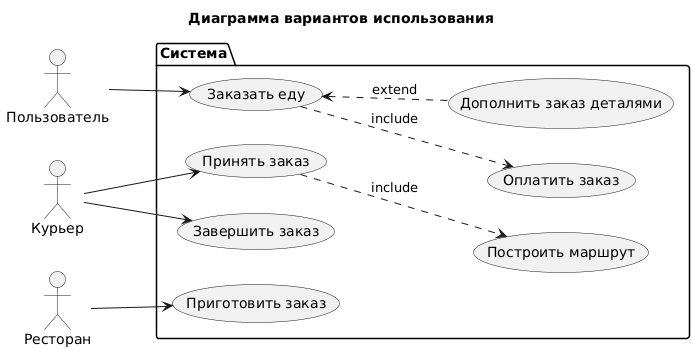 Диаграмма вариантов использования
Система
Пользователь
Заказать еду
extend
Дополнить заказ деталями
include
Оплатить заказ
Курьер
Принять заказ
include
Построить маршрут
Завершить заказ
Ресторан
Приготовить заказ